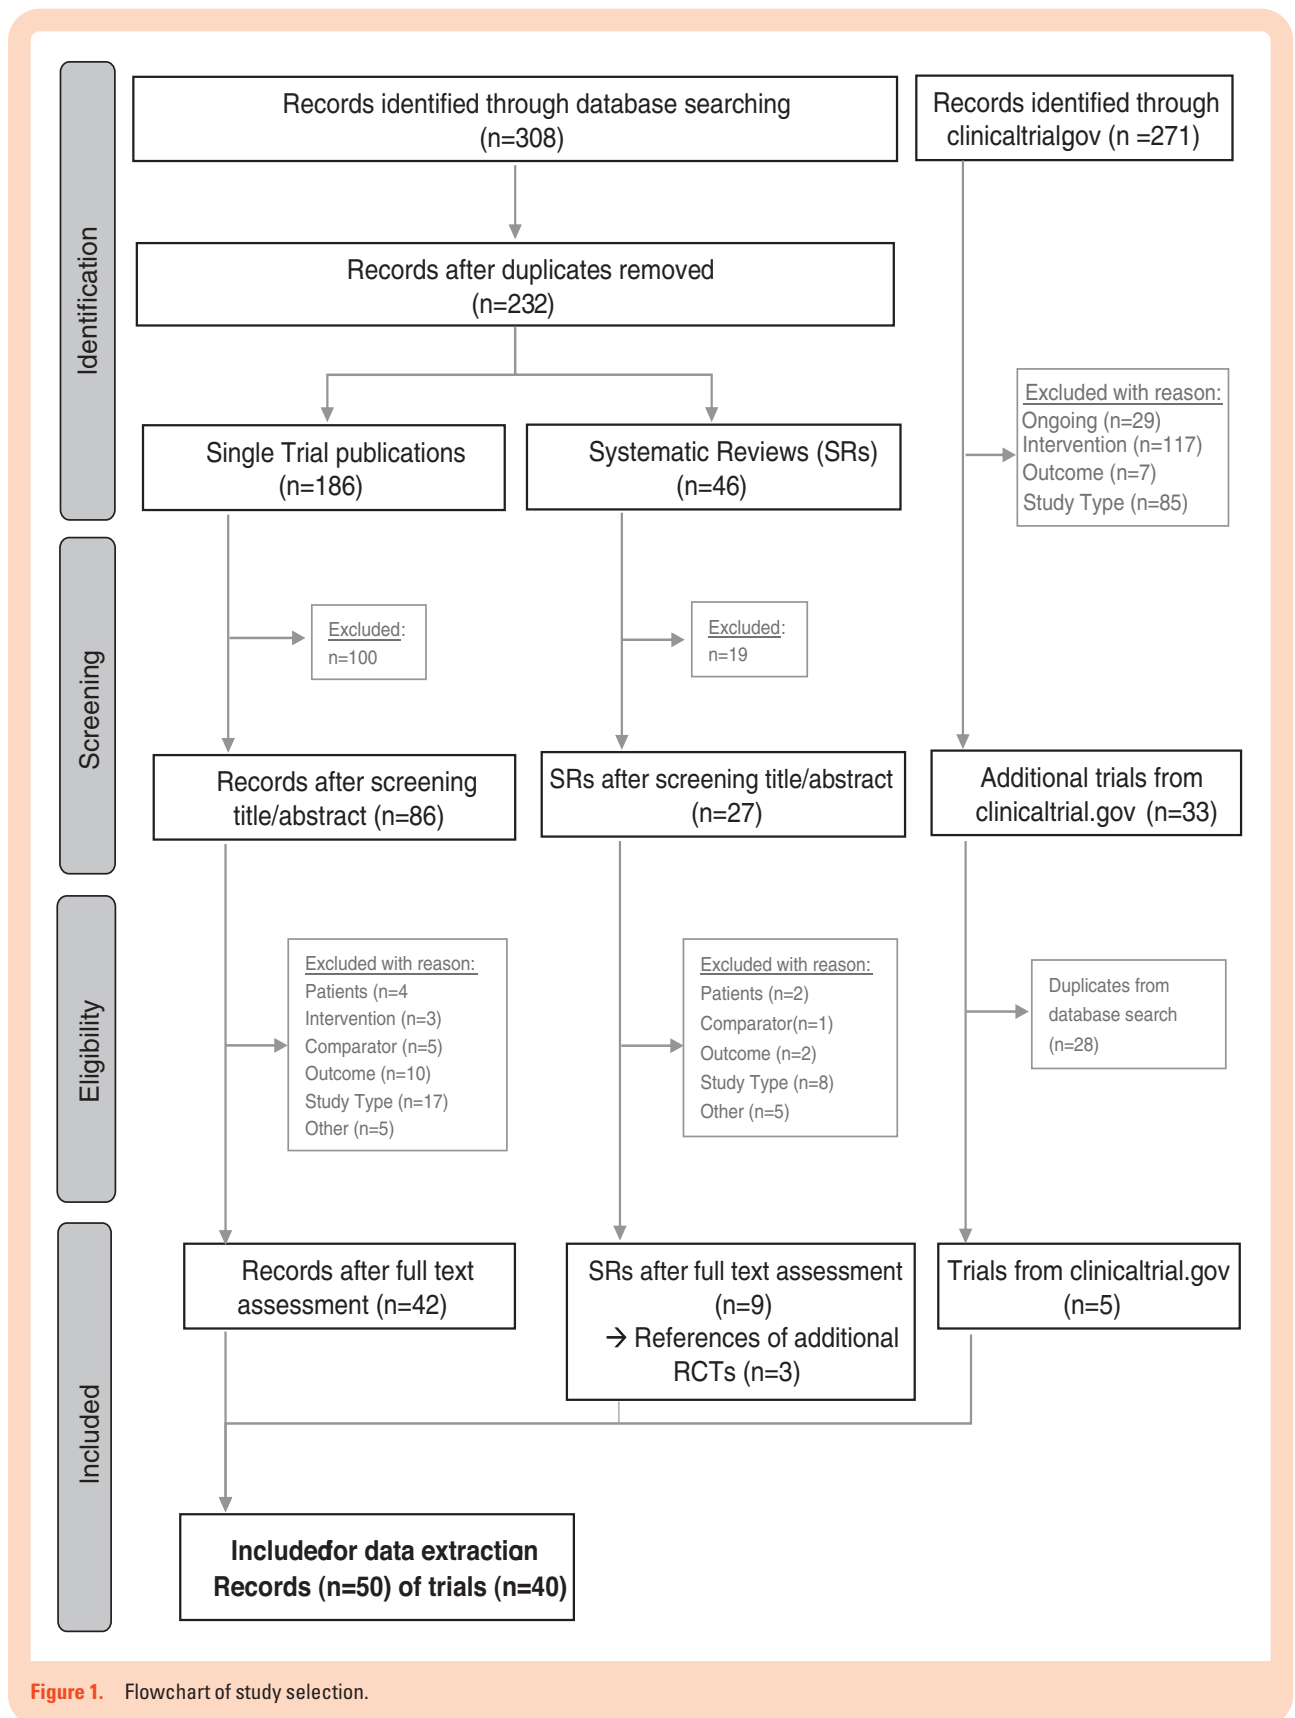 Records identified through database searching
(n=308)
Records identified through
clinicaltrialgov (n =271)
Identification
Records after duplicates removed
(n=232)
Excluded with reason:
Ongoing (n=29)
Intervention (n=117)
Outcome (n=7)
Study Type (n=85)
Single Trial publications
(n=186)
Systematic Reviews (SRs)
(n=46)
Screening
Excluded:
n=100
Excluded:
n=19
Records after screening
title/abstract (n=86)
SRs after screening title/abstract
(n=27)
Additional trials from
clinicaltrial.gov (n=33)
Eligibility
Excluded with reason:
Patients (n=4
Intervention (n=3)
Comparator (n=5)
Outcome (n=10)
Study Type (n=17)
Other (n=5)
Excluded with reason:
Patients (n=2)
Comparator(n=1)
Outcome (n=2)
Study Type (n=8)
Other (n=5)
Duplicates from
database search
(n=28)
Included
Records after full text
assessment (n=42)
SRs after full text assessment
(n=9)
→ References of additional
RCTs (n=3)
Trials from clinicaltrial.gov
(n=5)
Includedfor data extraction
Records (n=50) of trials (n=40)
Figure 1. Flowchart of study selection.